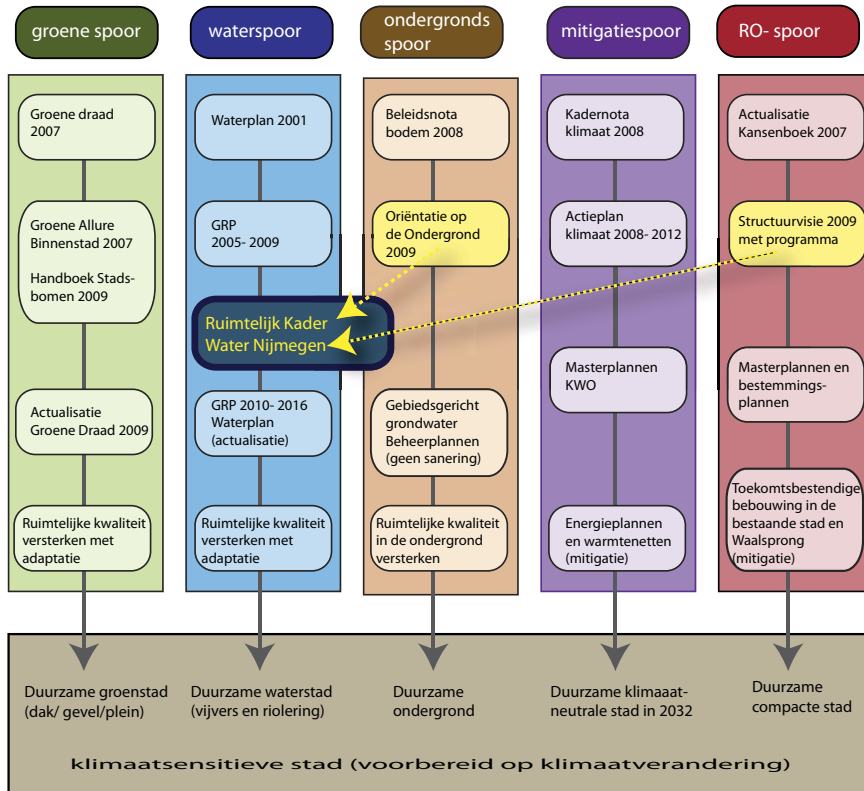 groene spoor
Groene draad
2007
Groene Allure
Binnenstad 2007
Handboek Stads-
bomen 2009
Actualisatie
Groene Draad 2009
Ruimtelijke kwaliteit
versterken met
adaptatie
Duurzame groenstad
(dak/ gevel/plein)
waterspoor
Waterplan 2001
GRP
2005- 2009
Ruimtelijk Kader
Water Nijmegen
GRP 2010- 2016
Waterplan
(actualisatie)
Ruimtelijke kwaliteit
versterken met
adaptatie
Duurzame waterstad
(vijvers en riolering)
ondergronds
spoor
Beleidsnota
bodem 2008
Oriëntatie op
de Ondergrond
2009
Gebiedsgericht
grondwater
Beheerplannen
(geen sanering)
Ruimtelijke kwaliteit
in de ondergrond
versterken
Duurzame
ondergrond
mitigatiespoor
Kadernota
klimaat 2008
Actieplan
klimaat 2008- 2012
Masterplannen
KWO
Energieplannen
en warmtenetten
(mitigatie)
Duurzame klimaaat-
neutrale stad in 2032
RO- spoor
Actualisatie
Kansenboek 2007
Structuurvisie 2009
met programma
Masterplannen en
bestemmings-
plannen
Toekomtsbestendige
bebouwing in de
bestaande stad en
Waalsprong
(mitigatie)
Duurzame
compacte stad
klimaatsensitieve stad (voorbereid op klimaatverandering)